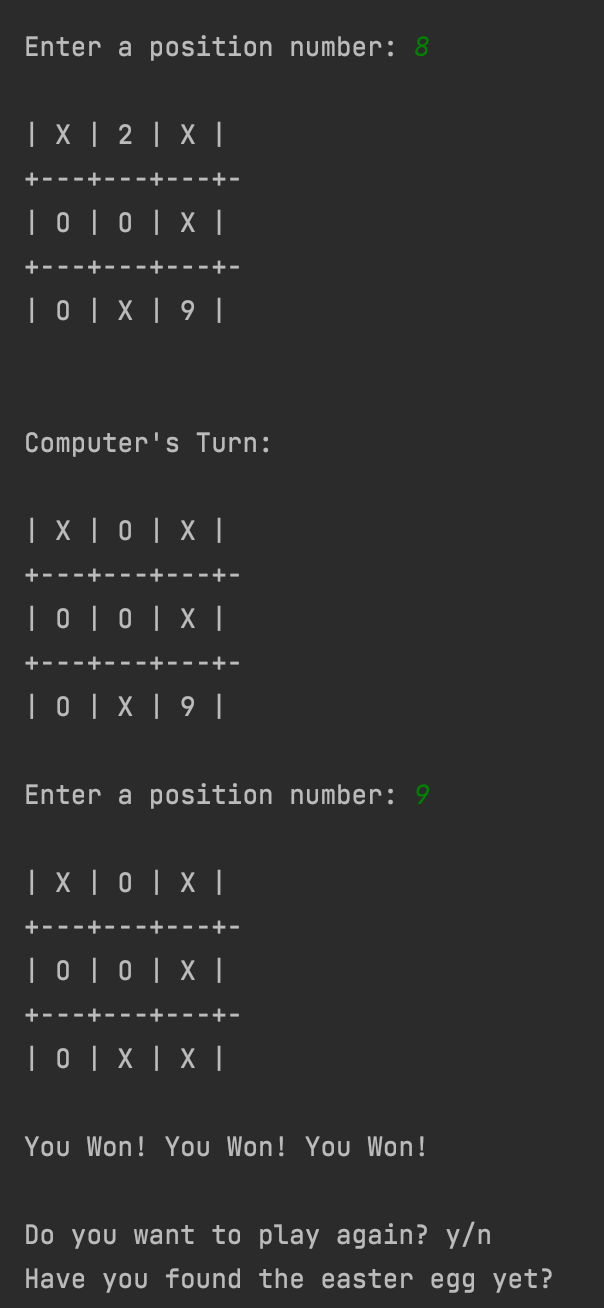 Enter a position number: 8
| X | 2 | X |
+---+---+---+-
| O | O | X |
+---+---+---+-
| O | X | 9 |
Computer's Turn:
| X | O | X |
+---+---+---+-
| O | O | X |
+---+---+---+-
| O | X | 9 |
Enter a position number: 9
| X | O | X |
+---+---+---+-
| O | O | X |
+---+---+---+-
| O | X | X |
You Won! You Won! You Won!
Do you want to play again? y/n
Have you found the easter egg yet?